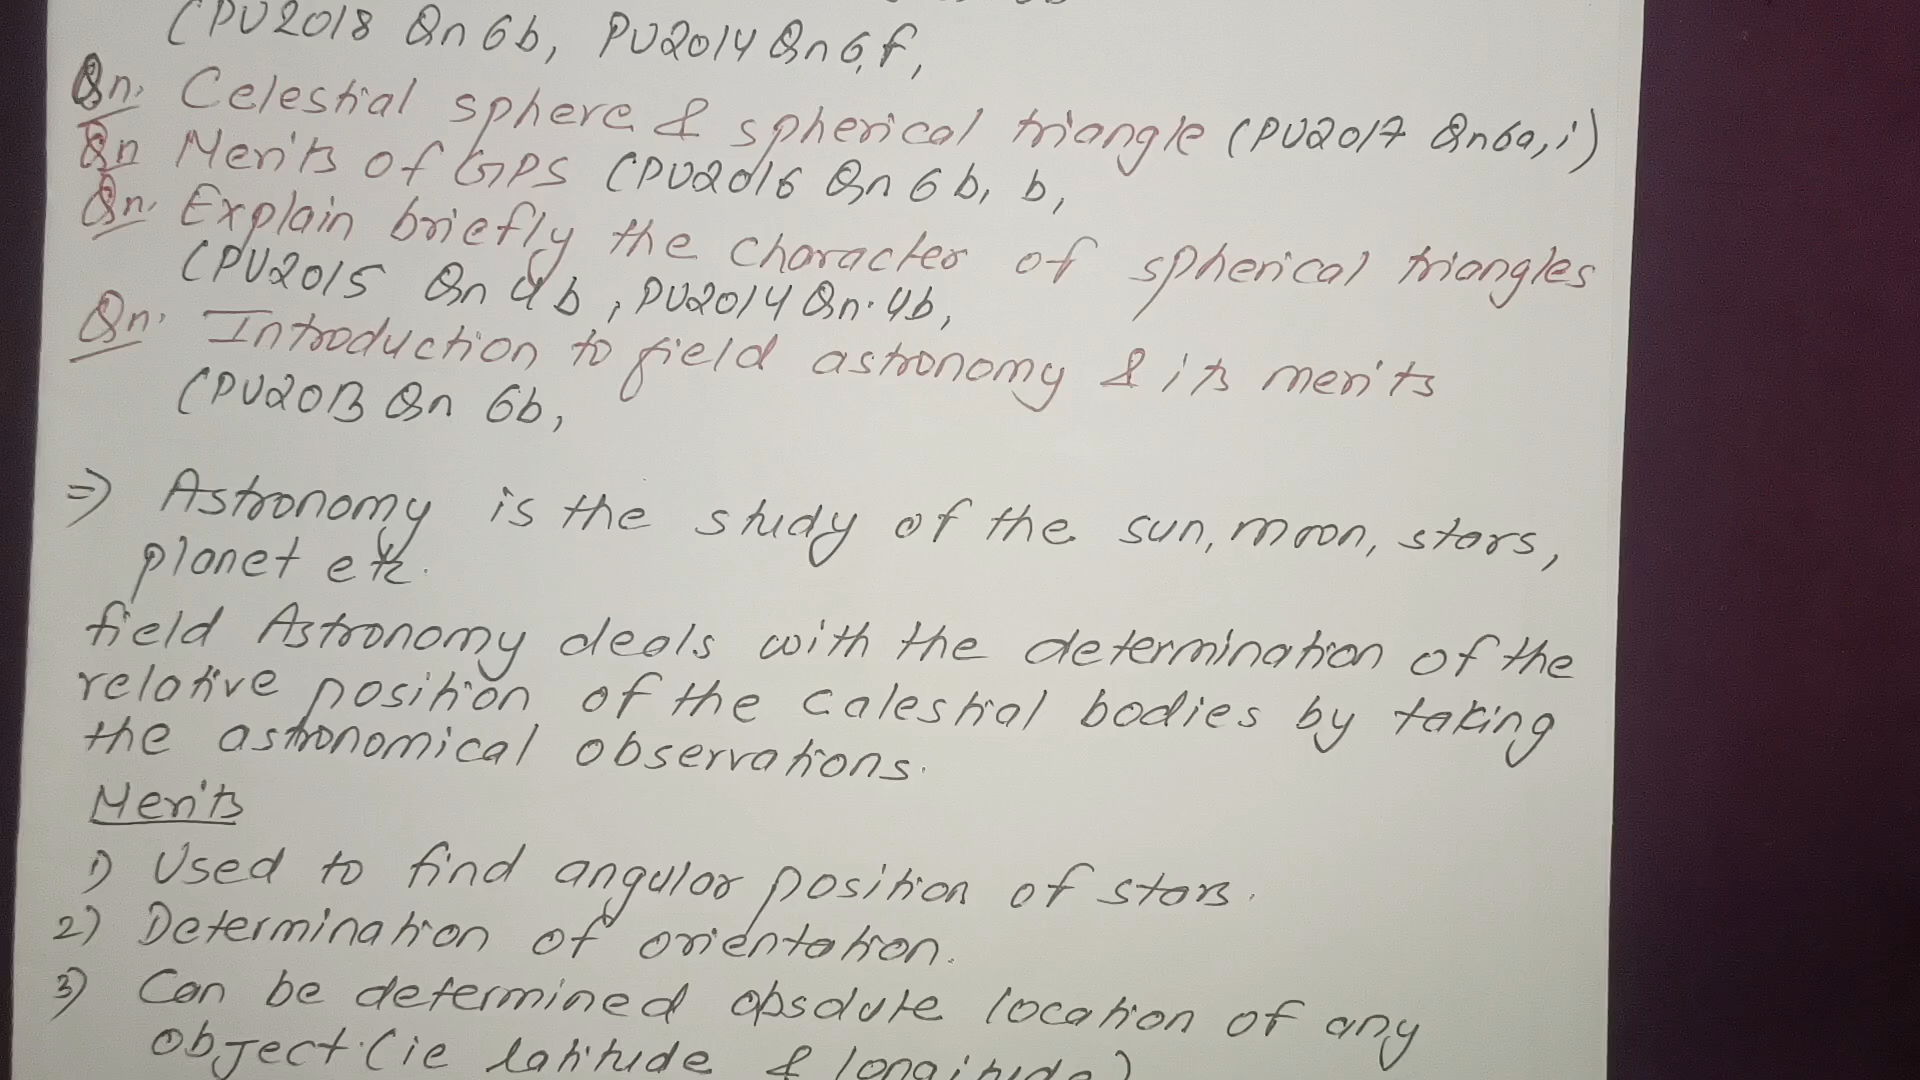 (PU2018 Qn 6b, PU2014 Qn 6, f,
Qn. Celestial sphere & spherical triangle (PU2017 Qn6a, i)
Qn Merits of GPS (PU2016 Qn 6b, b,
Qn. Explain briefly the character of spherical triangles
(PU2015 Qn 4b, PU2014 Qn. 4b,
Qn. Introduction to field astronomy & its merits
(PU2013 Qn 6b,
⇒ Astronomy is the study of the sun, moon, stars,
planet etc.
field Astronomy deals with the determination of the
relative position of the calestial bodies by taking
the astronomical observations.
Merits
1) Used to find angular position of stars.
2) Determination of orientation.
3) Can be determined absolute location of any
object (ie latitude & longitude)